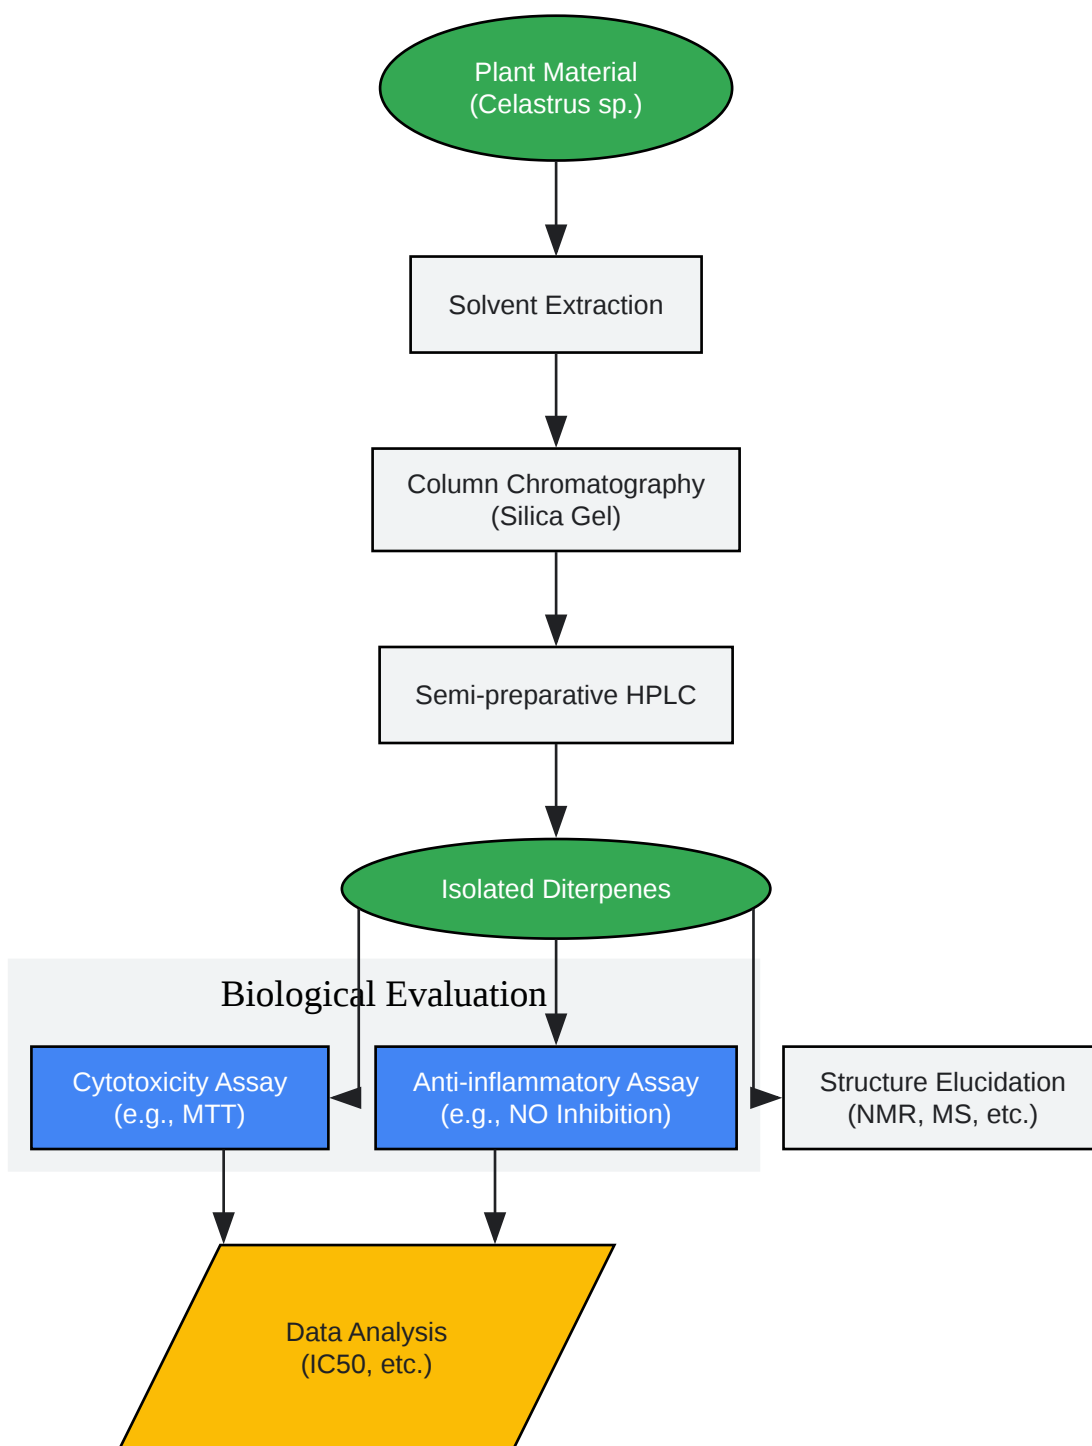 Plant Material
(Celastrus sp.)
Solvent Extraction
Column Chromatography
(Silica Gel)
Semi-preparative HPLC
Isolated Diterpenes
Biological Evaluation
Cytotoxicity Assay
(e.g., MTT)
Anti-inflammatory Assay
(e.g., NO Inhibition)
Structure Elucidation
(NMR, MS, etc.)
Data Analysis
(IC50, etc.)